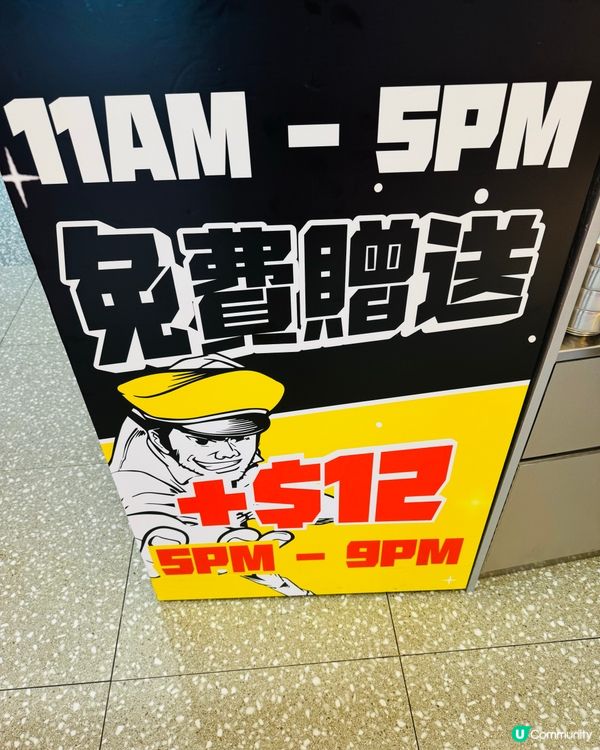 11AM - 5PM
免費贈送
+$12
5PM - 9PM
U Community